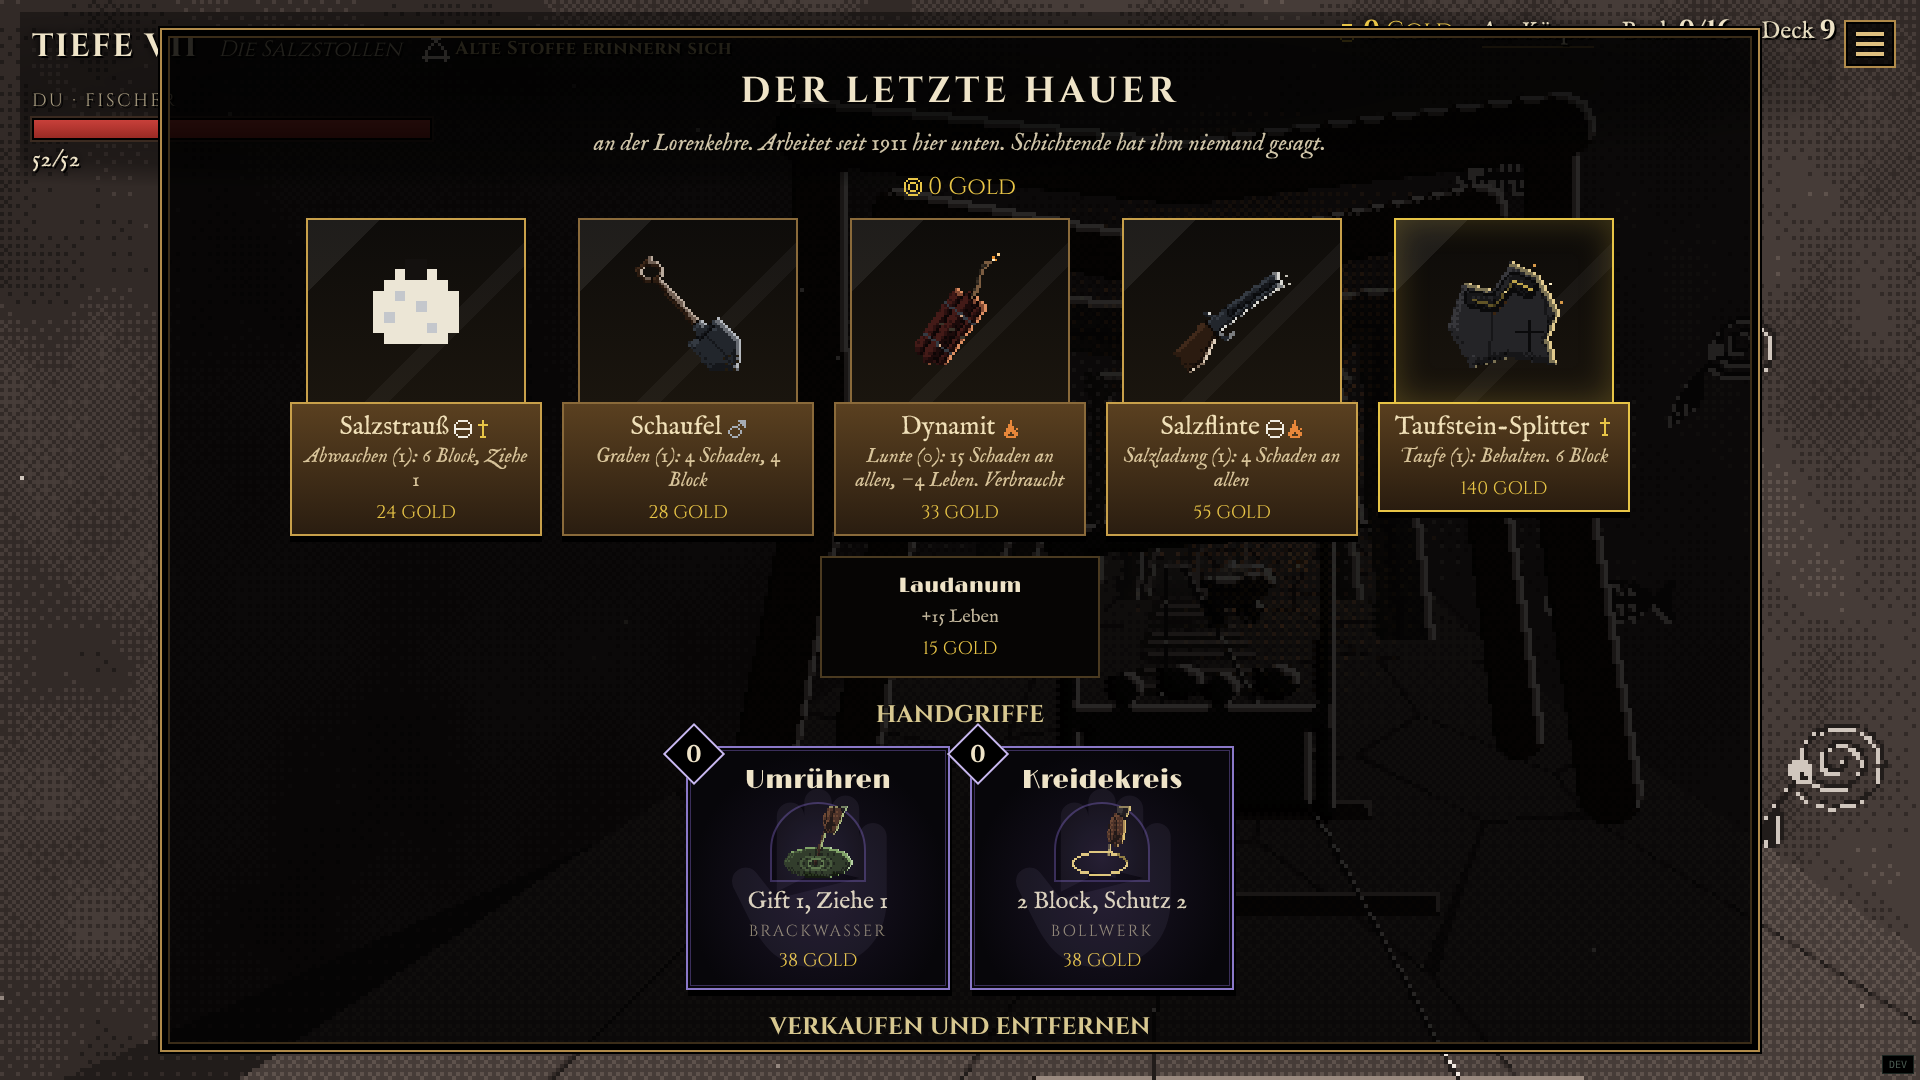 TIEFE VII DIE SALZSTOLLEN ALTE STOFFE ERINNERN SICH
0 GOLD
Deck 9
DU · FISCHER
52/52
DER LETZTE HAUER
an der Lorenkehre. Arbeitet seit 1911 hier unten. Schichtende hat ihm niemand gesagt.
0 GOLD
Salzstrauß
Abwaschen (1): 6 Block, Ziehe
1
24 GOLD
Schaufel
Graben (1): 4 Schaden, 4
Block
28 GOLD
Dynamit
Lunte (0): 15 Schaden an
allen, −4 Leben. Verbraucht
33 GOLD
Salzflinte
Salzladung (1): 4 Schaden an
allen
55 GOLD
Taufstein-Splitter
Taufe (1): Behalten. 6 Block
140 GOLD
Laudanum
+15 Leben
15 GOLD
HANDGRIFFE
0
Umrühren
Gift 1, Ziehe 1
BRACKWASSER
38 GOLD
0
Kreidekreis
2 Block, Schutz 2
BOLLWERK
38 GOLD
VERKAUFEN UND ENTFERNEN
DEV